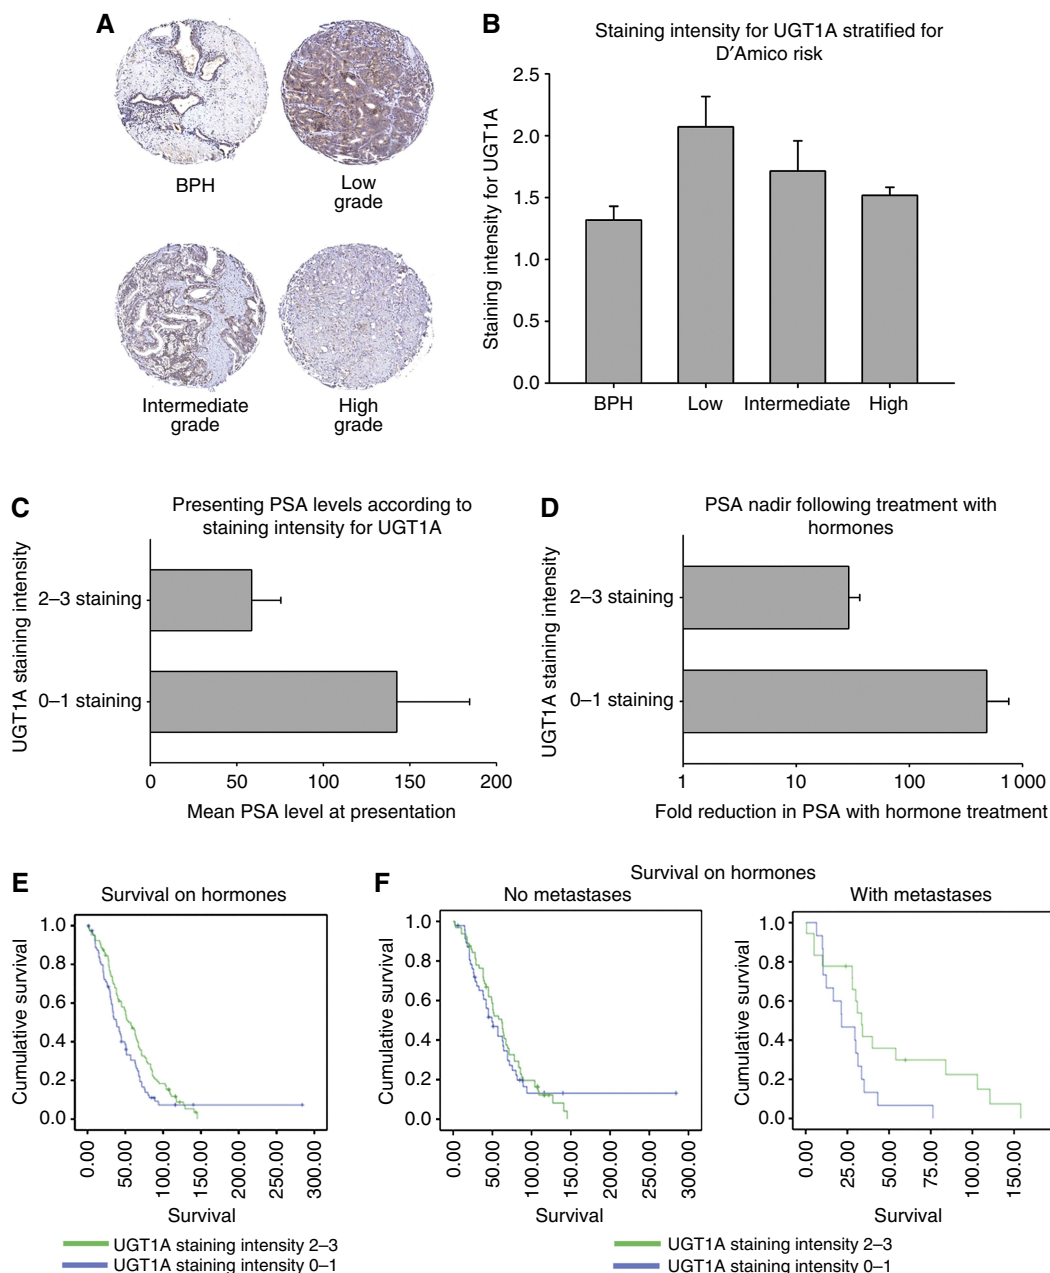 A
BPH
Low
grade
Intermediate
grade
High
grade
B
Staining intensity for UGT1A stratified for
D′Amico risk
Staining intensity for UGT1A
2.5
2.0
1.5
1.0
0.5
0.0
BPH
Low
Intermediate
High
C
Presenting PSA levels according to
staining intensity for UGT1A
UGT1A staining intensity
2–3 staining
0–1 staining
0
50
100
150
200
Mean PSA level at presentation
D
PSA nadir following treatment with
hormones
UGT1A staining intensity
2–3 staining
0–1 staining
1
10
100
1 000
Fold reduction in PSA with hormone treatment
E
Survival on hormones
Cumulative survival
1.0
0.8
0.6
0.4
0.2
0.0
0.00
50.00
100.00
150.00
200.00
250.00
300.00
Survival
UGT1A staining intensity 2–3
UGT1A staining intensity 0–1
F
Survival on hormones
No metastases
Cumulative survival
1.0
0.8
0.6
0.4
0.2
0.0
0.00
50.00
100.00
150.00
200.00
250.00
300.00
Survival
With metastases
Cumulative survival
1.0
0.8
0.6
0.4
0.2
0.0
0.00
25.00
50.00
75.00
100.00
150.00
Survival
UGT1A staining intensity 2–3
UGT1A staining intensity 0–1